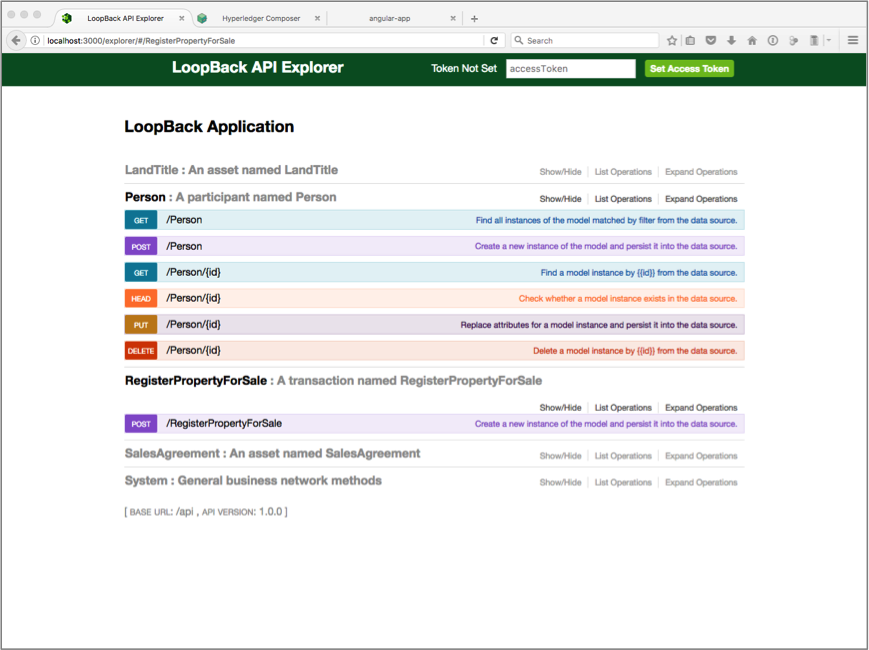 LoopBack API Explorer
Hyperledger Composer
angular-app
localhost:3000/explorer/#/RegisterPropertyForSale
Search
LoopBack API Explorer
Token Not Set
accessToken
Set Access Token
LoopBack Application
LandTitle : An asset named LandTitle
Show/Hide List Operations Expand Operations
Person : A participant named Person
Show/Hide List Operations Expand Operations
GET /Person Find all instances of the model matched by filter from the data source.
POST /Person Create a new instance of the model and persist it into the data source.
GET /Person/{id} Find a model instance by {{id}} from the data source.
HEAD /Person/{id} Check whether a model instance exists in the data source.
PUT /Person/{id} Replace attributes for a model instance and persist it into the data source.
DELETE /Person/{id} Delete a model instance by {{id}} from the data source.
RegisterPropertyForSale : A transaction named RegisterPropertyForSale
Show/Hide List Operations Expand Operations
POST /RegisterPropertyForSale Create a new instance of the model and persist it into the data source.
SalesAgreement : An asset named SalesAgreement
Show/Hide List Operations Expand Operations
System : General business network methods
Show/Hide List Operations Expand Operations
[ BASE URL: /api , API VERSION: 1.0.0 ]